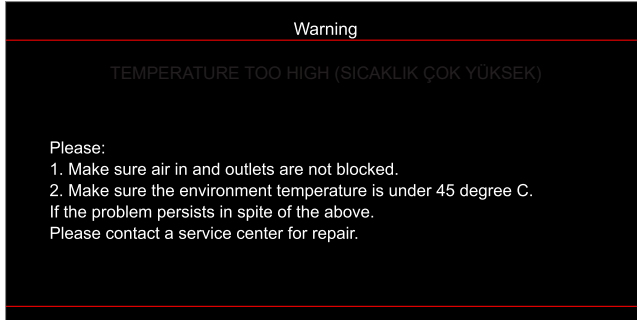 Warning
TEMPERATURE TOO HIGH (SICAKLIK ÇOK YÜKSEK)
Please:
1. Make sure air in and outlets are not blocked.
2. Make sure the environment temperature is under 45 degree C.
If the problem persists in spite of the above.
Please contact a service center for repair.